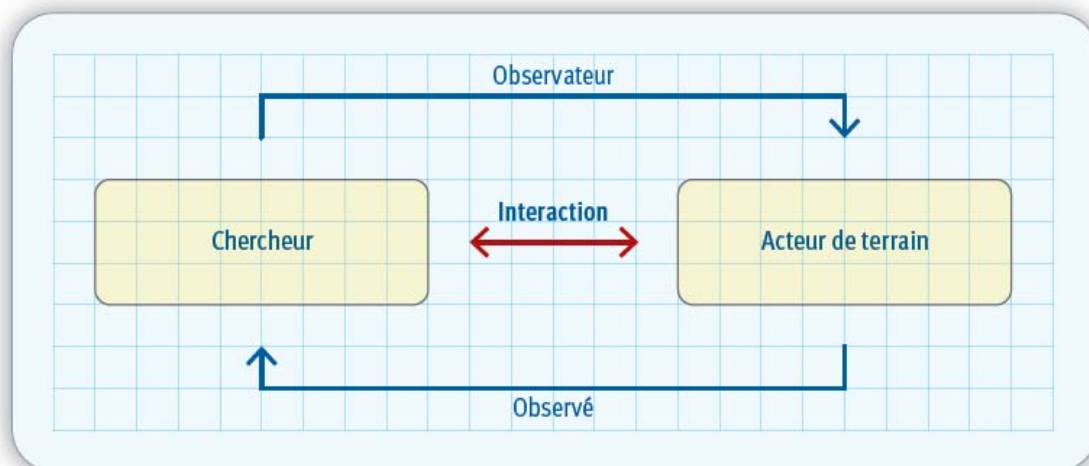 Observateur
Chercheur
Interaction
Acteur de terrain
Observé